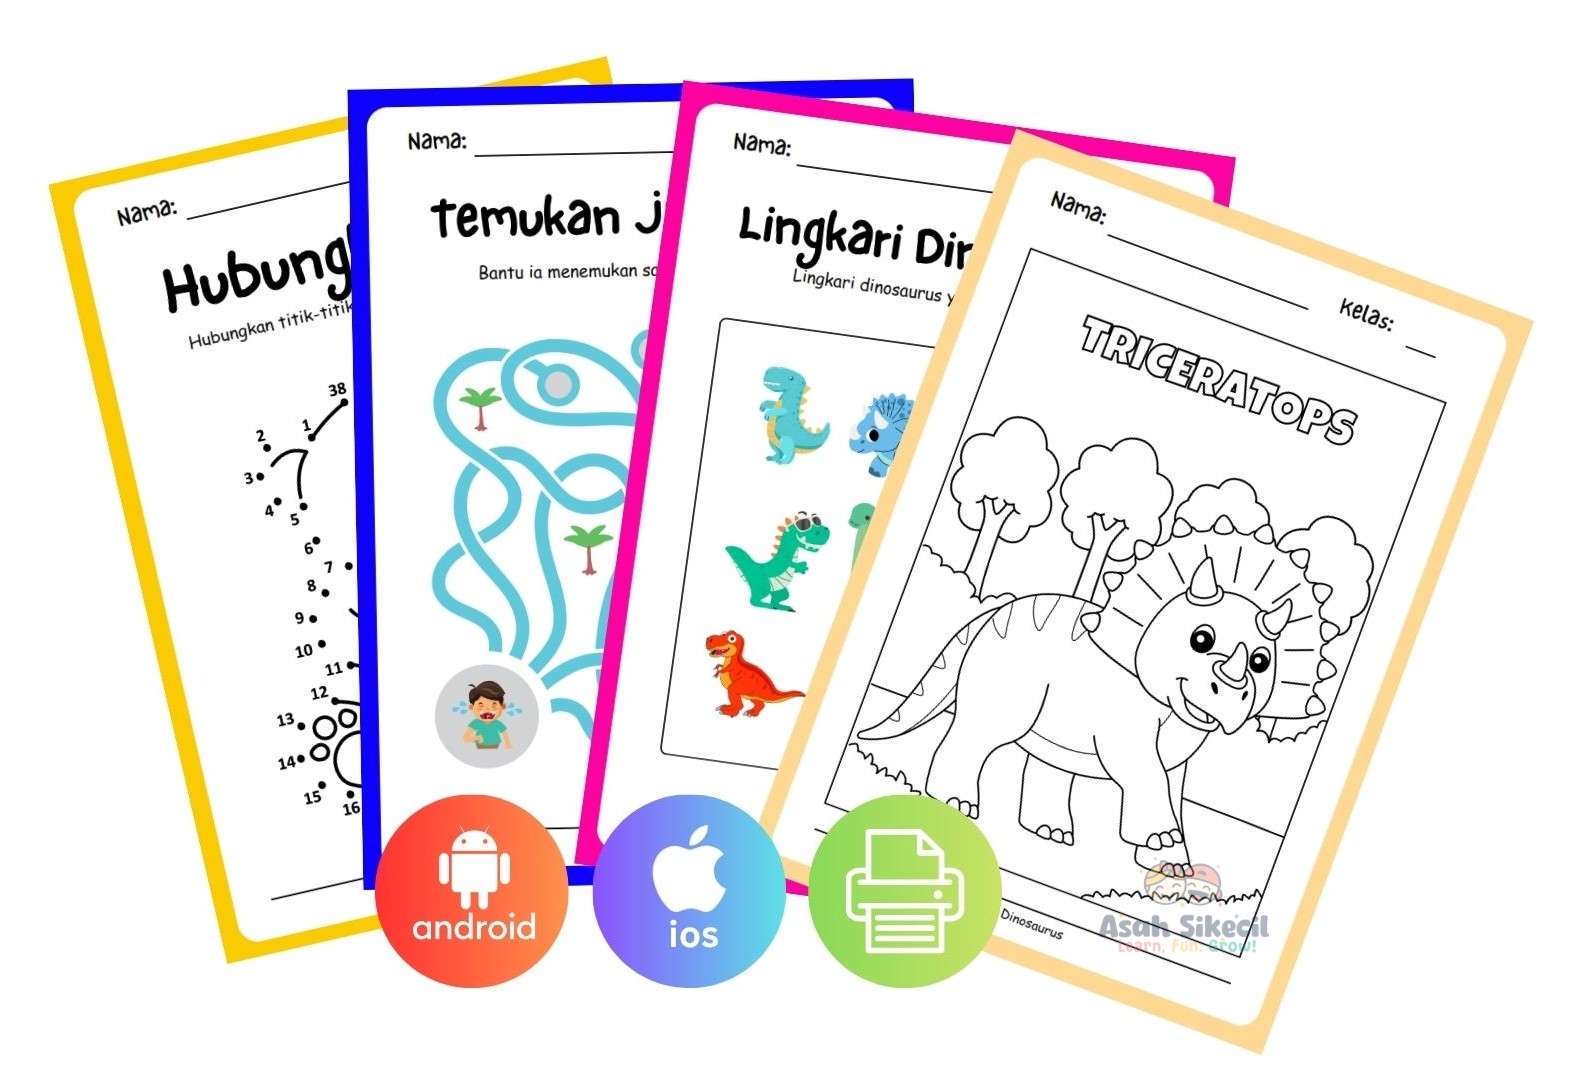 Nama:
Hubung
Hubungkan titik-titik
38
1
2
3
4
5
6
7
8
9
10
11
12
13
14
15
16
Nama:
temukan j
Bantu ia menemukan sa
Nama:
Lingkari Din
Lingkari dinosaurus y
Nama:
Kelas:
TRICERATOPS
Dinosaurus
Asah Sikecil
Learn, Fun, Grow!
android
ios